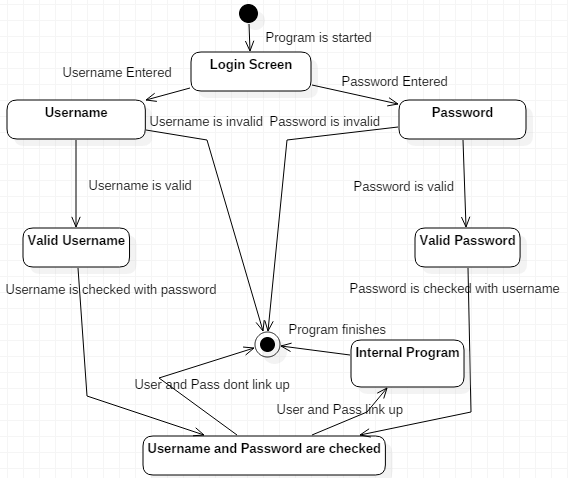 Program is started
Login Screen
Username Entered
Password Entered
Username
Username is invalid
Password is invalid
Password
Username is valid
Password is valid
Valid Username
Valid Password
Username is checked with password
Password is checked with username
Program finishes
Internal Program
User and Pass dont link up
User and Pass link up
Username and Password are checked